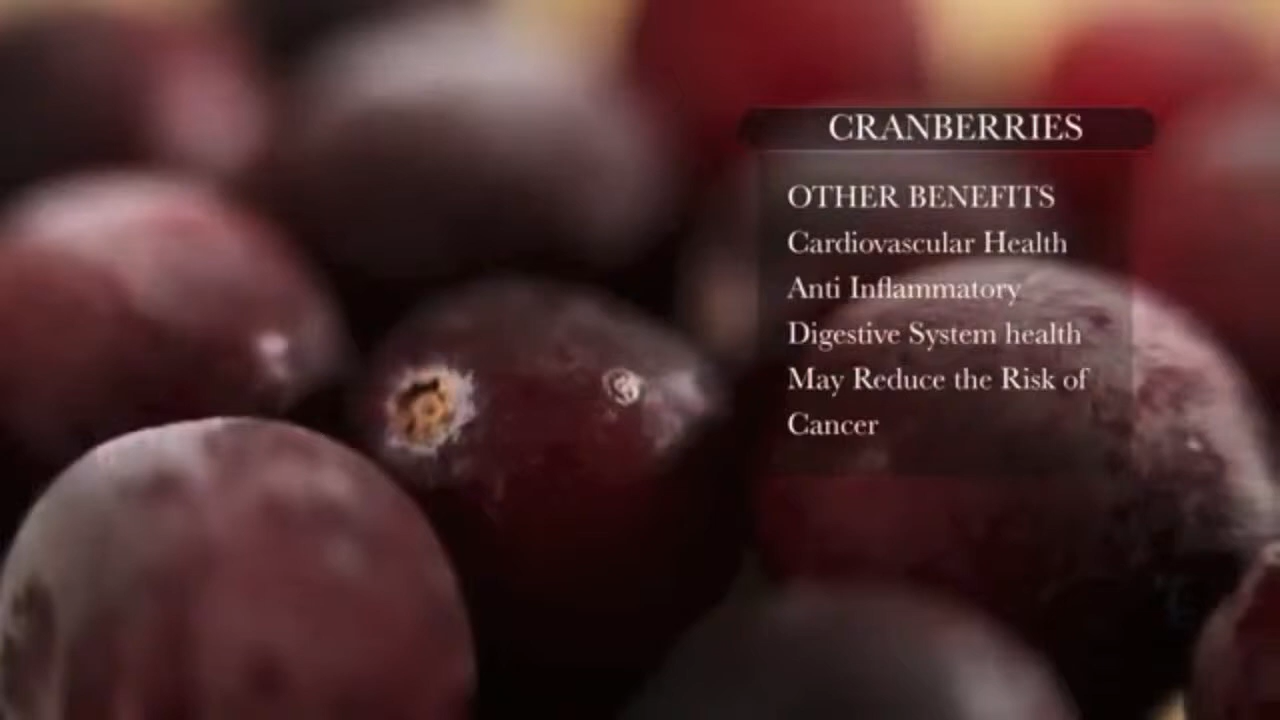 CRANBERRIES
OTHER BENEFITS
Cardiovascular Health
Anti Inflammatory
Digestive System health
May Reduce the Risk of
Cancer